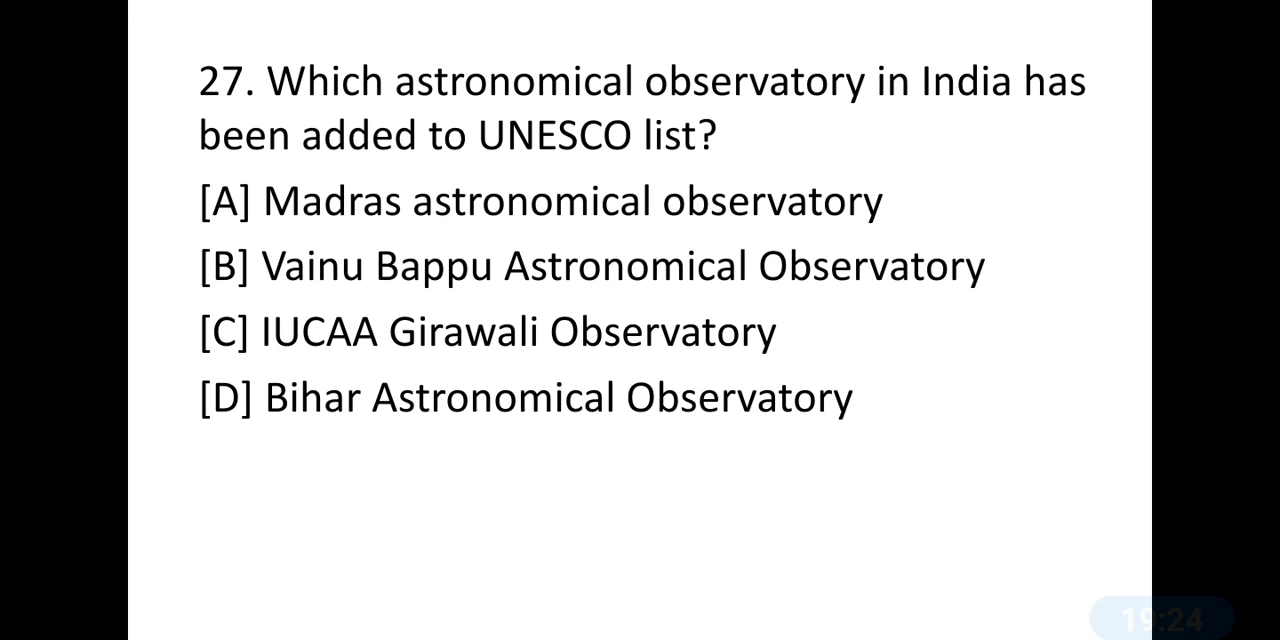 27. Which astronomical observatory in India has
been added to UNESCO list?
[A] Madras astronomical observatory
[B] Vainu Bappu Astronomical Observatory
[C] IUCAA Girawali Observatory
[D] Bihar Astronomical Observatory
19:24